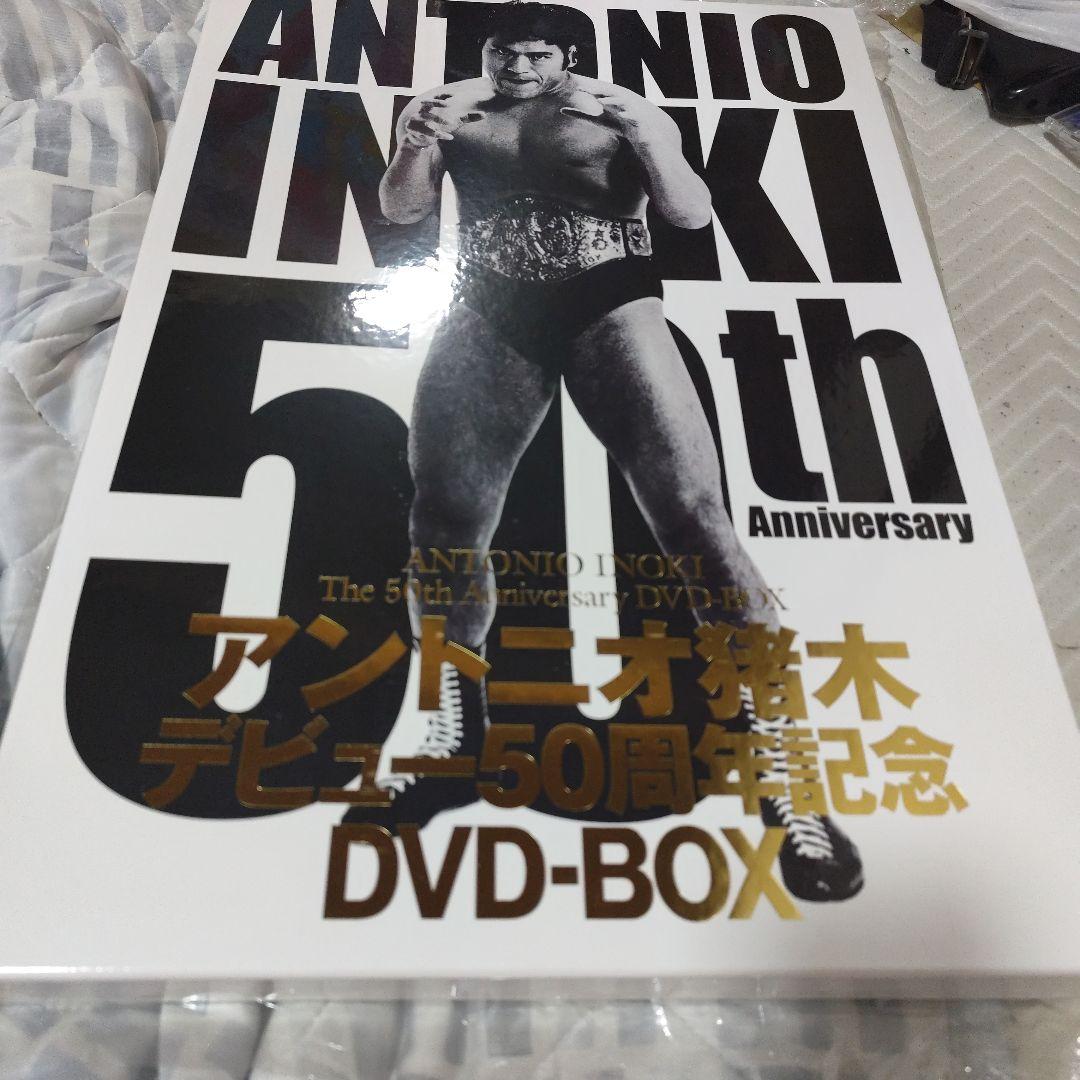 ANTONIO
INOKI
50th
Anniversary
ANTONIO INOKI
The 50th Anniversary DVD-BOX
アントニオ猪木
デビュー50周年記念
DVD-BOX